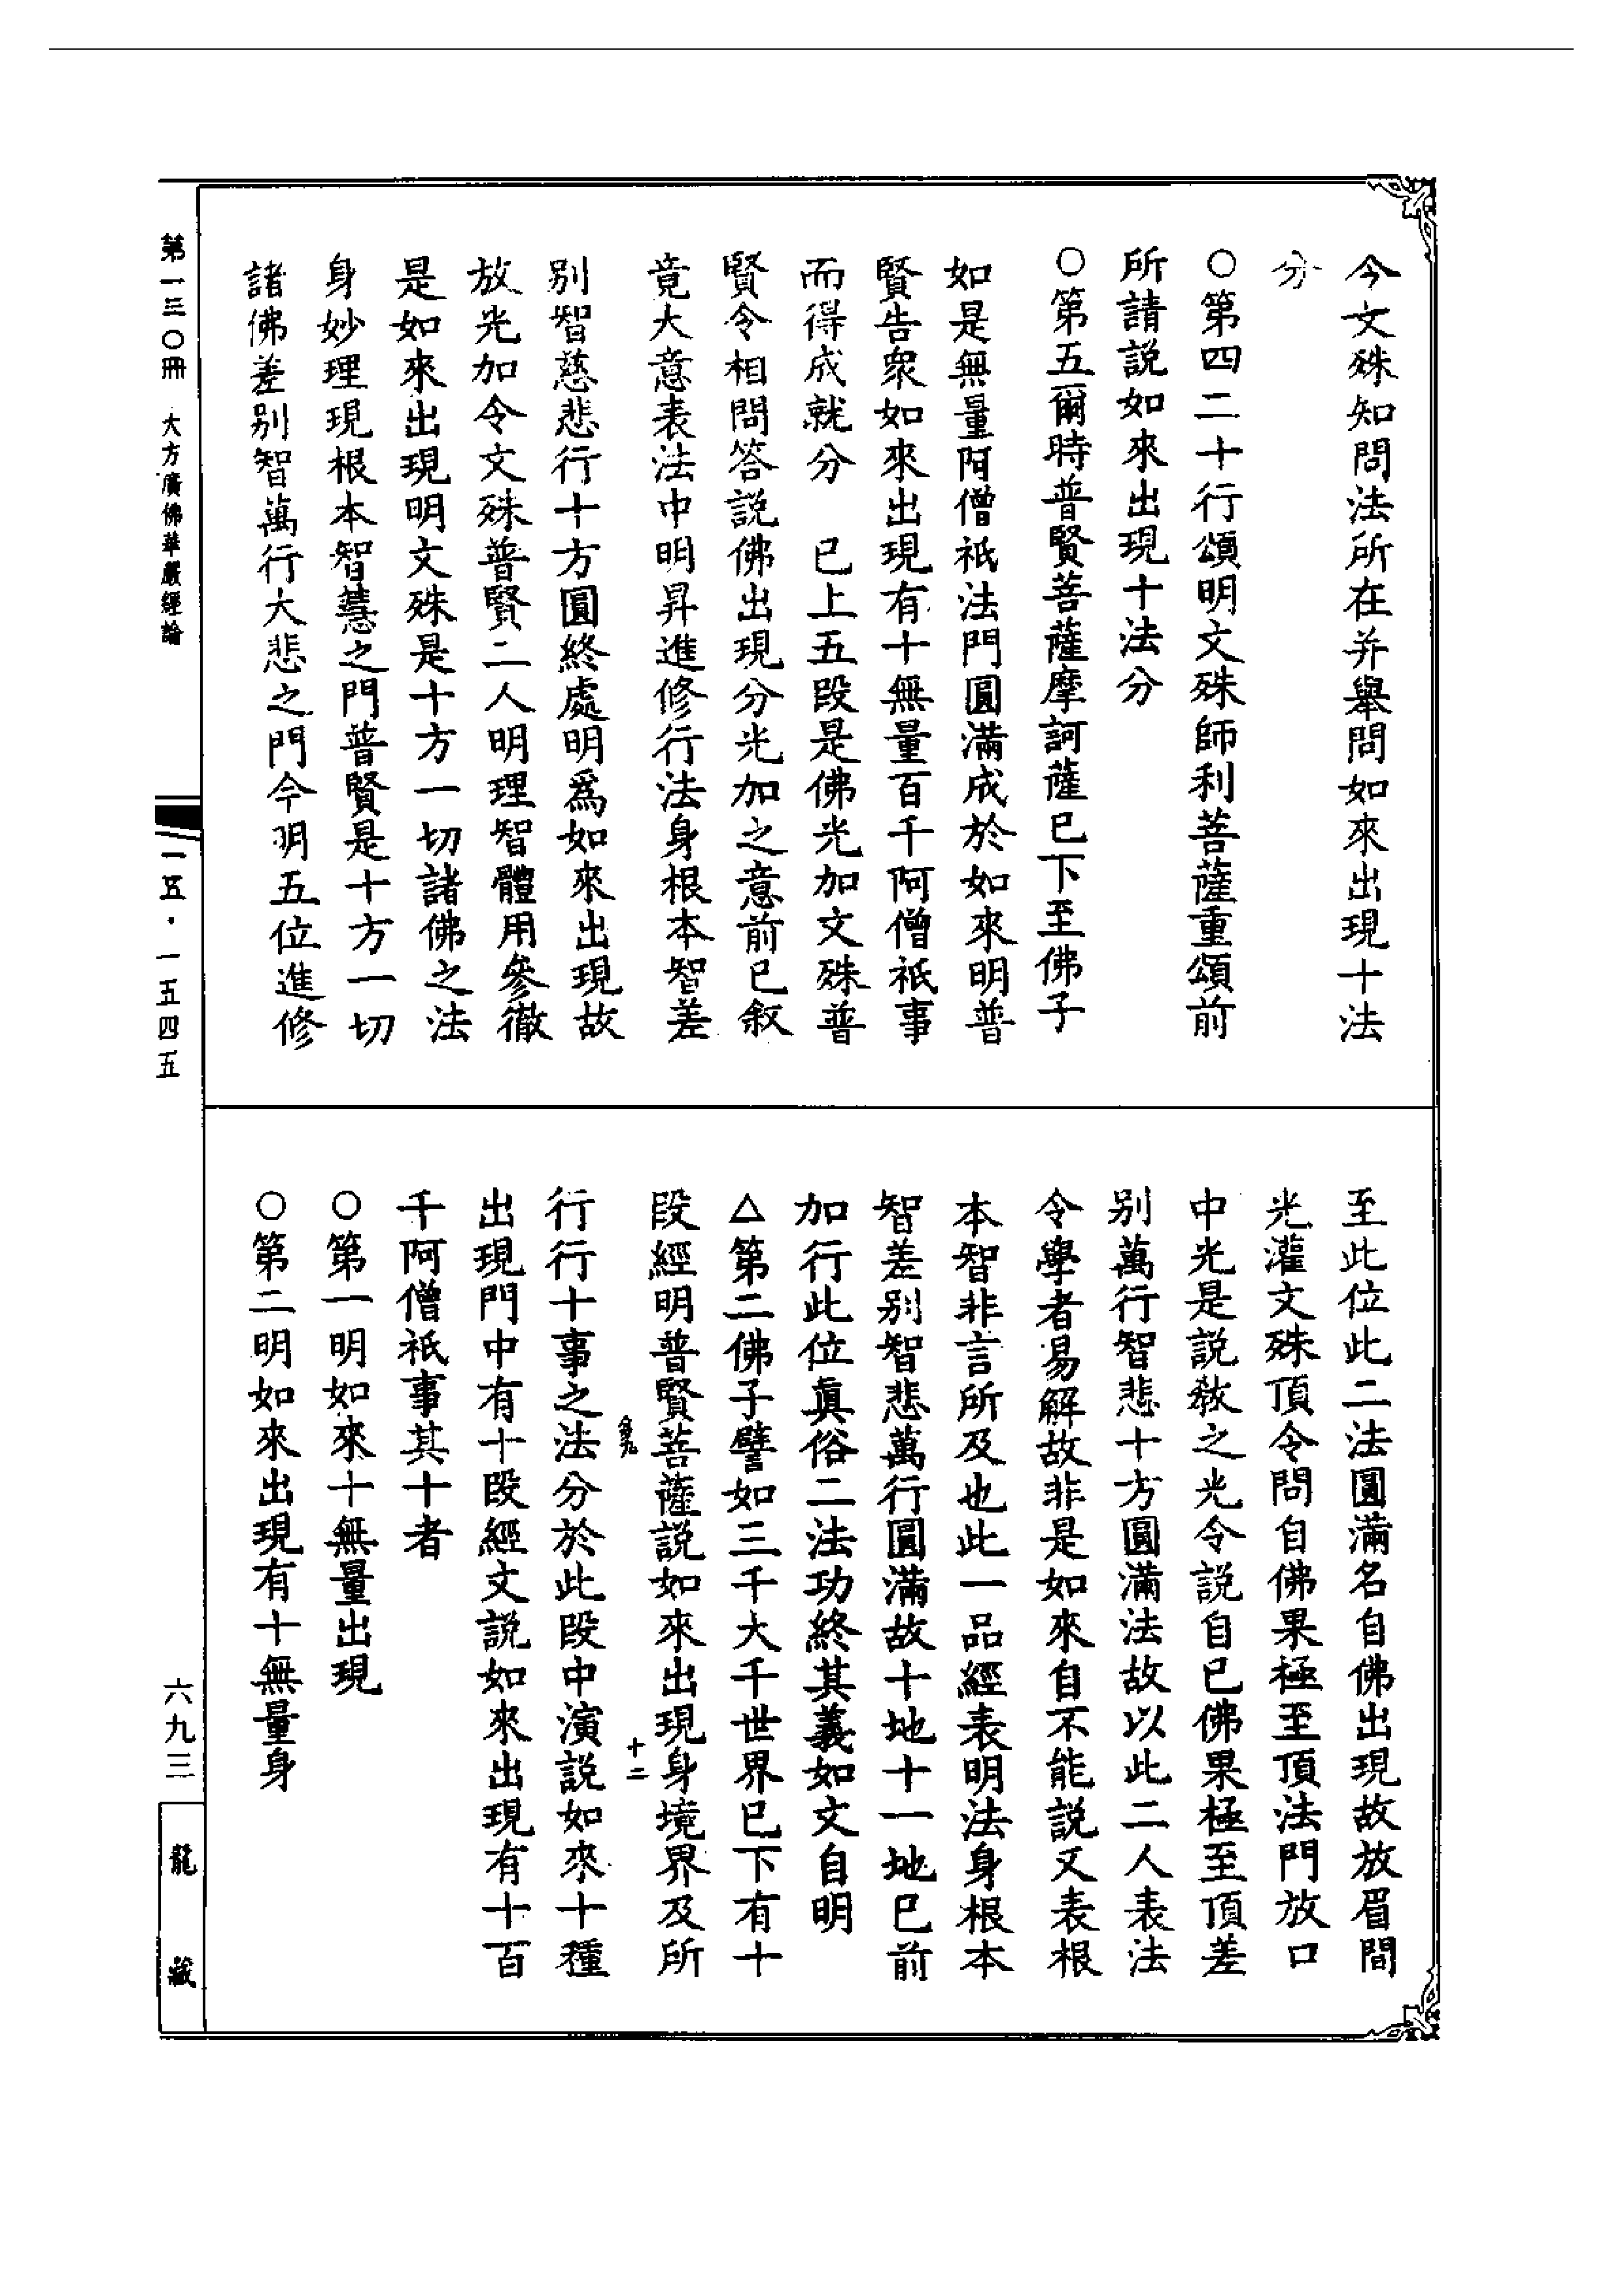 今文殊知問法所在并舉問如來出現十法
分
○第四二十行頌明文殊師利菩薩重頌前
所請說如來出現十法分
○第五爾時普賢菩薩摩訶薩已下至佛子
如是無量阿僧祇法門圓滿成於如來明普
賢告衆如來出現有十無量百千阿僧祇事
而得成就分　已上五段是佛光加文殊普
賢令相問答説佛出現分光加之意前已叙
竟大意表法中明昇進修行法身根本智差
别智慈悲行十方圓終處明爲如來出現故
放光加令文殊普賢二人明理智體用參徹
是如來出現明文殊是十方一切諸佛之法
身妙理現根本智慧之門普賢是十方一切
諸佛差别智萬行大悲之門今明五位進修
至此位此二法圓滿名自佛出現故放眉間
光灌文殊頂令問自佛果極至頂法門放口
中光是説教之光令説自已佛果極至頂差
别萬行智悲十方圓滿法故以此二人表法
令學者易解故非是如來自不能説又表根
本智非言所及也此一品經表明法身根本
智差别智悲萬行圓滿故十地十一地已前
加行此位眞俗二法功終其義如文自明
△第二佛子譬如三千大千世界已下有十
段經明普賢菩薩説如來出現身境界及所
十二
行行十事之法分於此段中演説如來十種
出現門中有十段經文説如來出現有十百
千阿僧祇事其十者
○第一明如來十無量出現
○第二明如來出現有十無量身
第一三〇冊　大方廣佛華嚴經論
一五·一五四五
六九三
龍藏